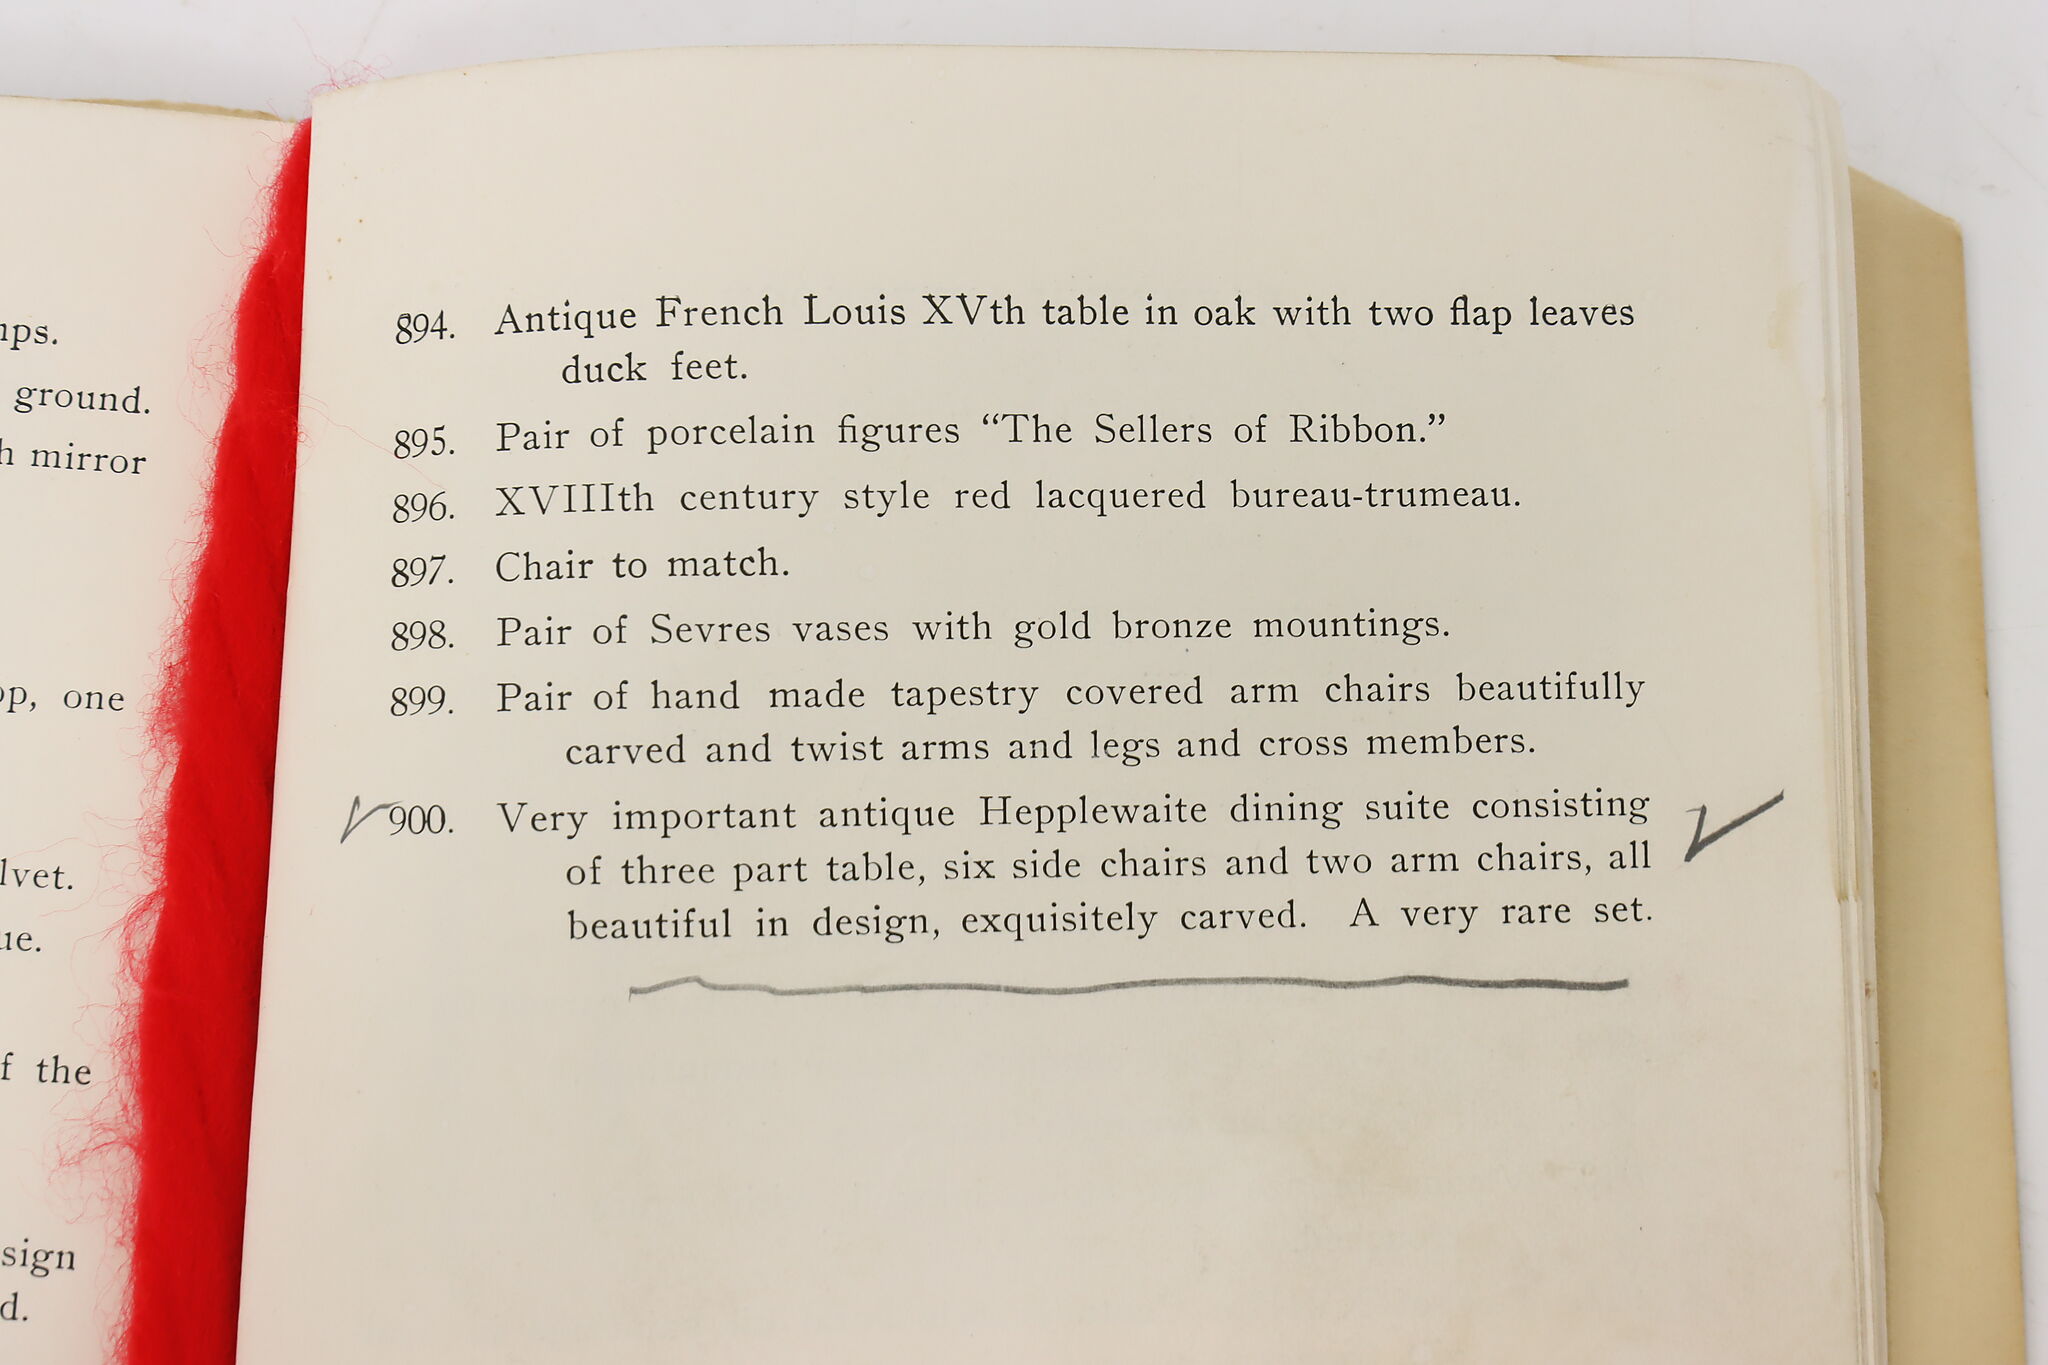 ground.
mirror
one
the
894. Antique French Louis XVth table in oak with two flap leaves
duck feet.
895. Pair of porcelain figures “The Sellers of Ribbon.”
896. XVIIIth century style red lacquered bureau-trumeau.
897. Chair to match.
898. Pair of Sevres vases with gold bronze mountings.
899. Pair of hand made tapestry covered arm chairs beautifully
carved and twist arms and legs and cross members.
900. Very important antique Hepplewaite dining suite consisting
of three part table, six side chairs and two arm chairs, all
beautiful in design, exquisitely carved. A very rare set.